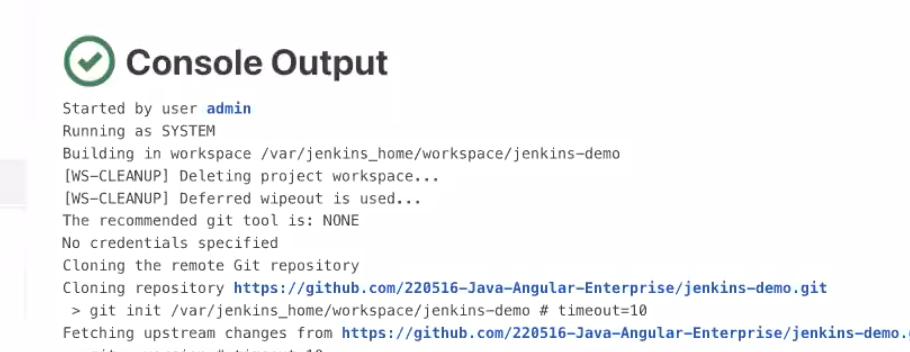 Console Output
Started by user admin
Running as SYSTEM
Building in workspace /var/jenkins_home/workspace/jenkins-demo
[WS-CLEANUP] Deleting project workspace...
[WS-CLEANUP] Deferred wipeout is used...
The recommended git tool is: NONE
No credentials specified
Cloning the remote Git repository
Cloning repository https://github.com/220516-Java-Angular-Enterprise/jenkins-demo.git
> git init /var/jenkins_home/workspace/jenkins-demo # timeout=10
Fetching upstream changes from https://github.com/220516-Java-Angular-Enterprise/jenkins-demo.